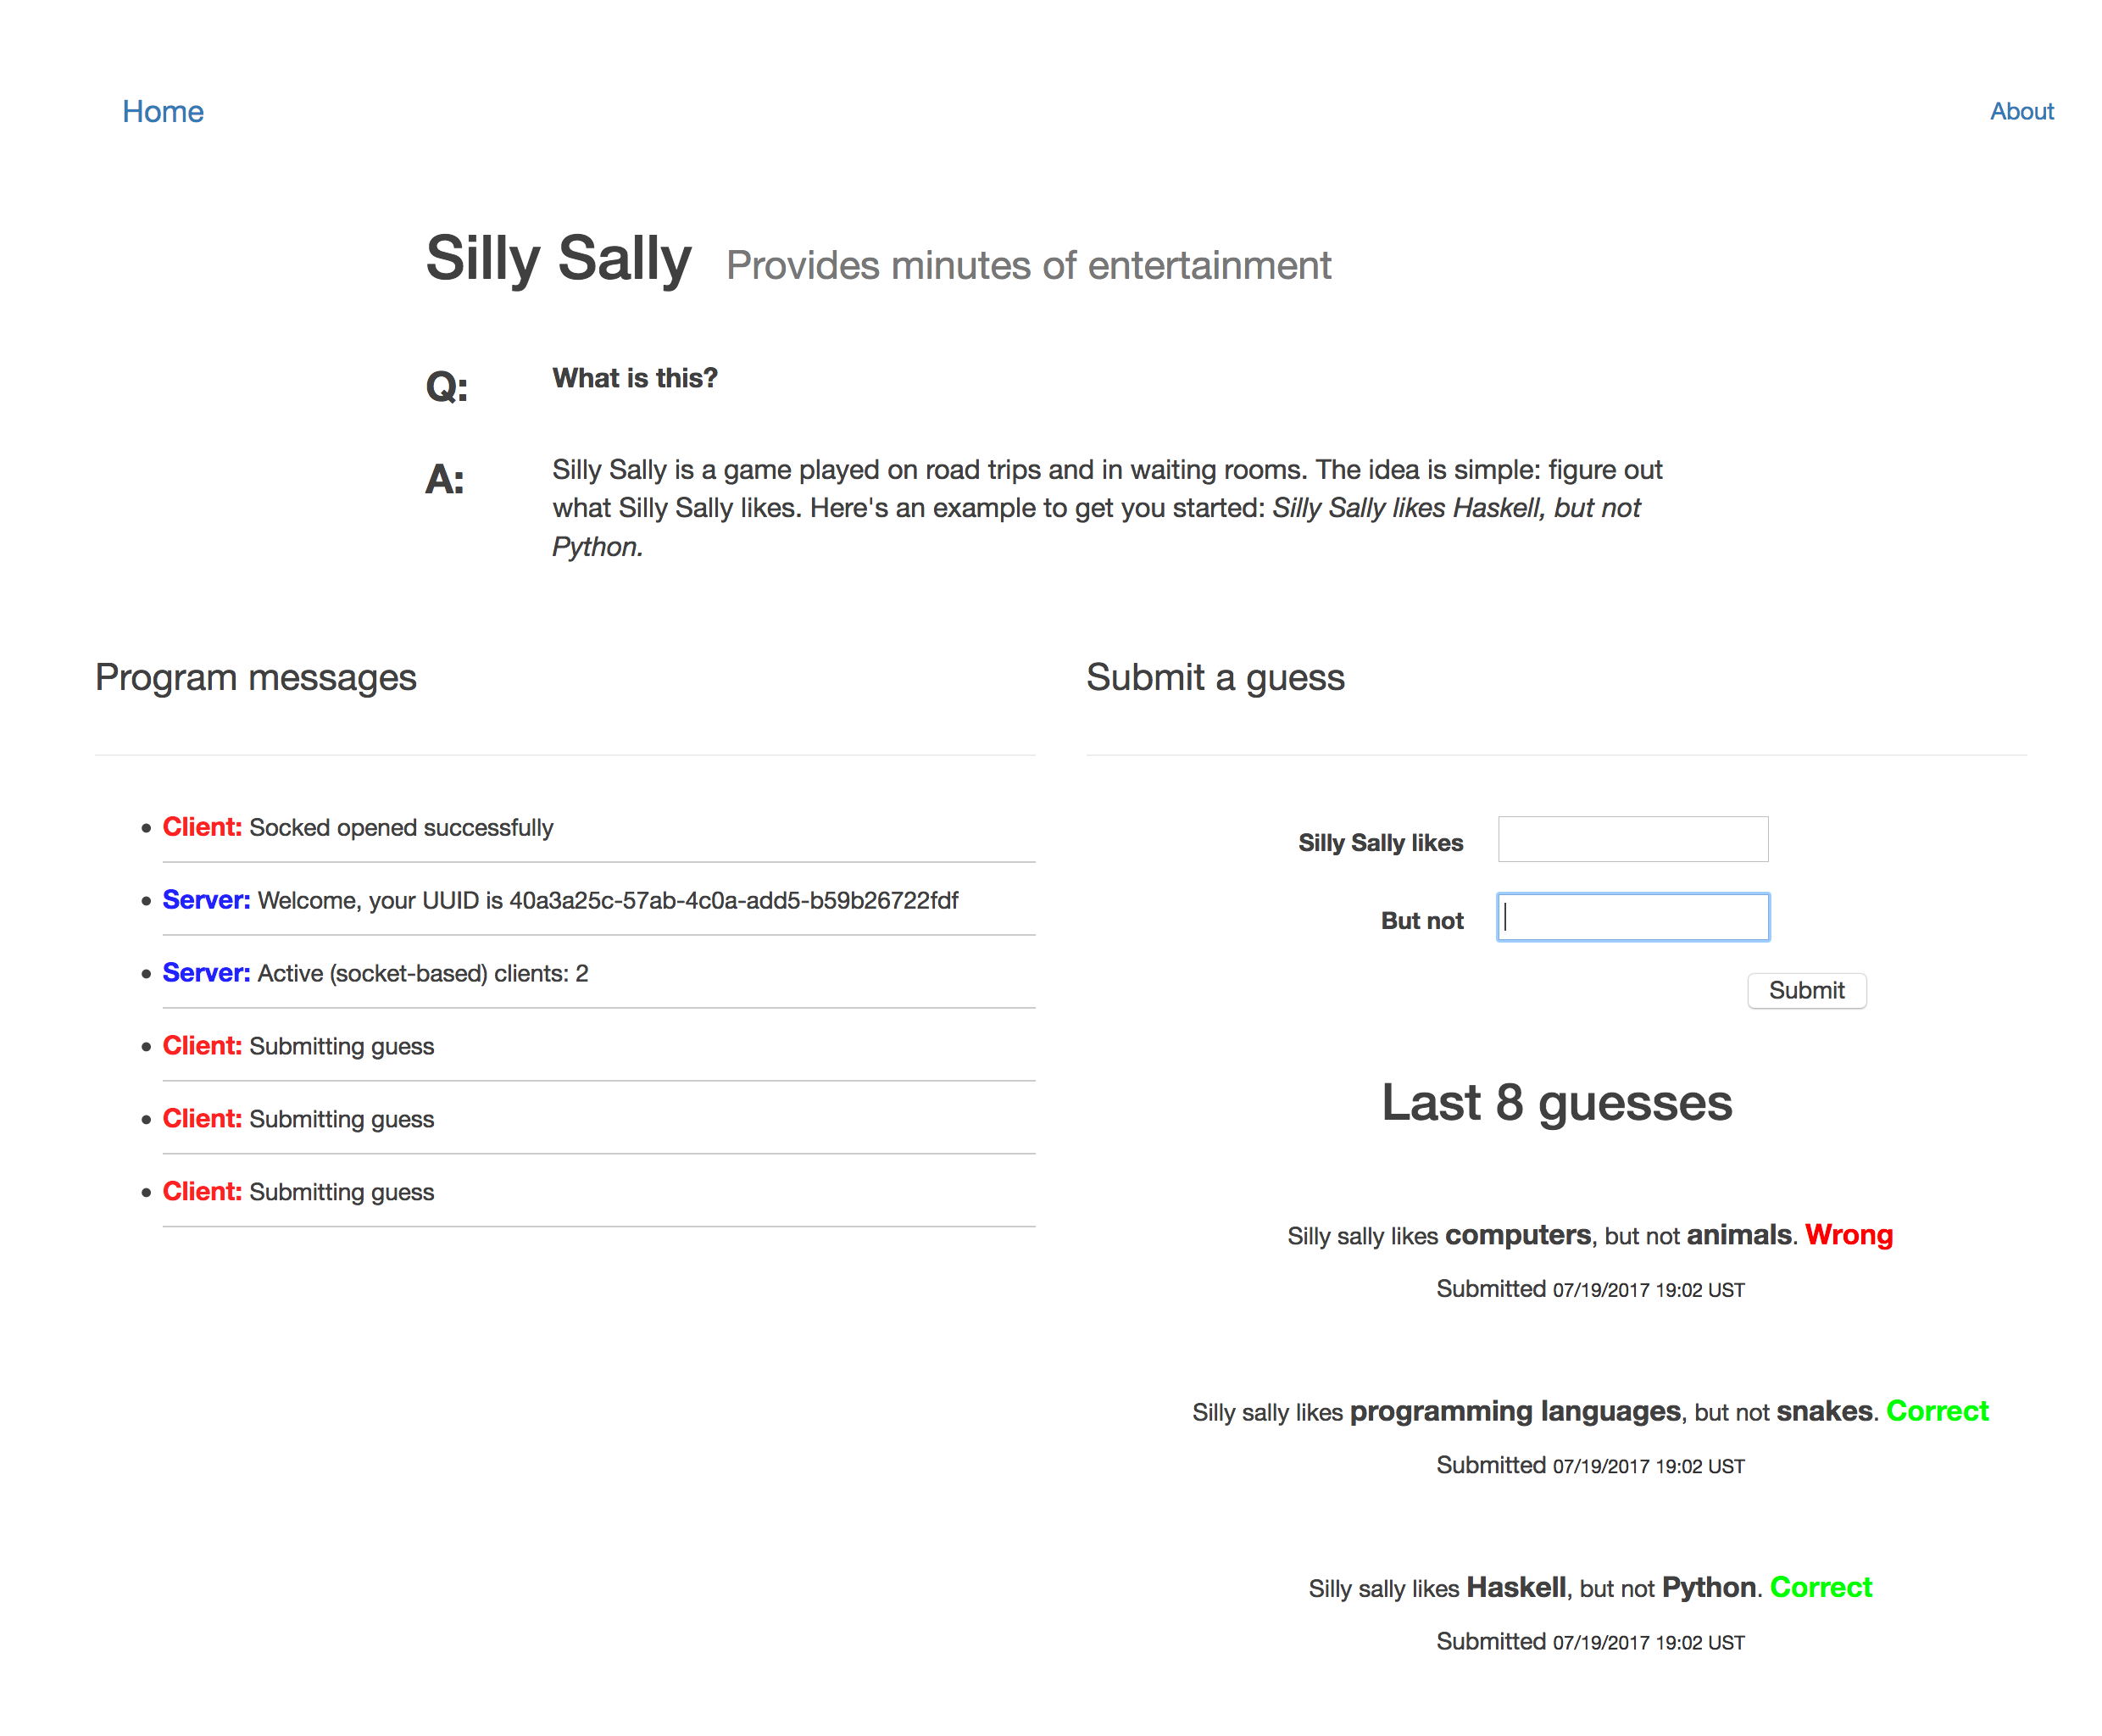 Home
About
Silly Sally Provides minutes of entertainment
Q: What is this?
A: Silly Sally is a game played on road trips and in waiting rooms. The idea is simple: figure out
what Silly Sally likes. Here's an example to get you started: Silly Sally likes Haskell, but not
Python.
Program messages
Client: Socked opened successfully
Server: Welcome, your UUID is 40a3a25c-57ab-4c0a-add5-b59b26722fdf
Server: Active (socket-based) clients: 2
Client: Submitting guess
Client: Submitting guess
Client: Submitting guess
Submit a guess
Silly Sally likes
But not
Submit
Last 8 guesses
Silly sally likes computers, but not animals. Wrong
Submitted 07/19/2017 19:02 UST
Silly sally likes programming languages, but not snakes. Correct
Submitted 07/19/2017 19:02 UST
Silly sally likes Haskell, but not Python. Correct
Submitted 07/19/2017 19:02 UST